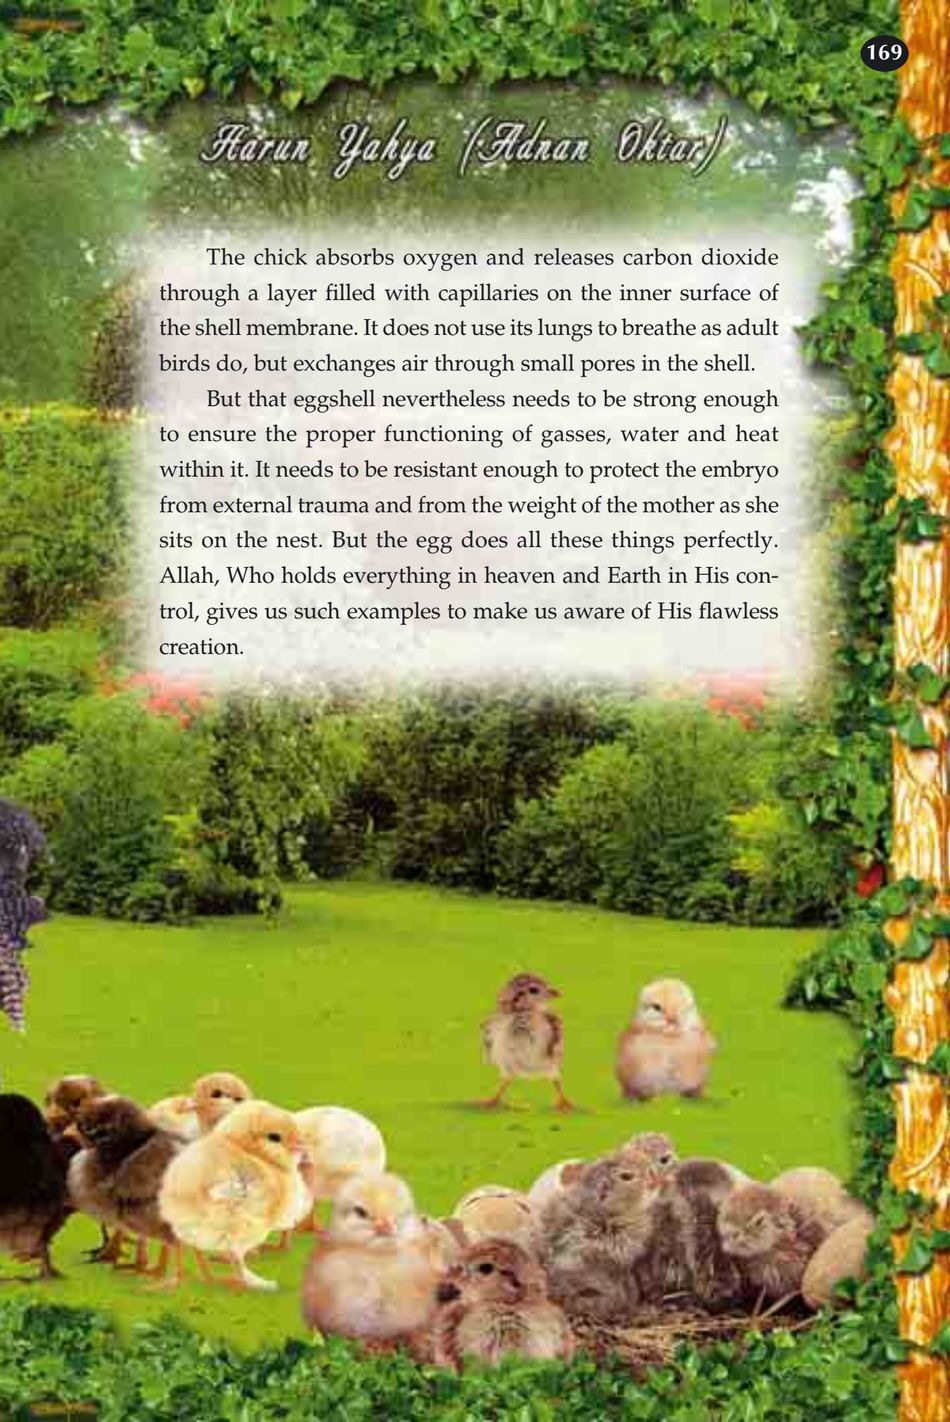 169
Harun Yahya (Adnan Oktar)
The chick absorbs oxygen and releases carbon dioxide
through a layer filled with capillaries on the inner surface of
the shell membrane. It does not use its lungs to breathe as adult
birds do, but exchanges air through small pores in the shell.
But that eggshell nevertheless needs to be strong enough
to ensure the proper functioning of gasses, water and heat
within it. It needs to be resistant enough to protect the embryo
from external trauma and from the weight of the mother as she
sits on the nest. But the egg does all these things perfectly.
Allah, Who holds everything in heaven and Earth in His con-
trol, gives us such examples to make us aware of His flawless
creation.